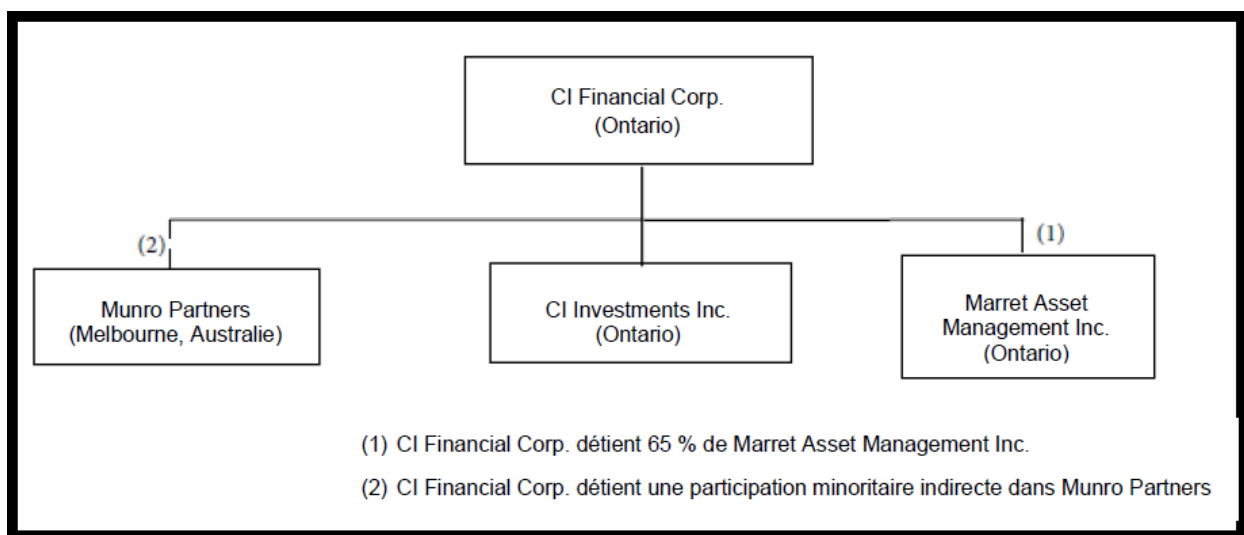 CI Financial Corp.
(Ontario)
(2)
(1)
Munro Partners
(Melbourne, Australie)
CI Investments Inc.
(Ontario)
Marret Asset
Management Inc.
(Ontario)
(1) CI Financial Corp. détient 65 % de Marret Asset Management Inc.
(2) CI Financial Corp. détient une participation minoritaire indirecte dans Munro Partners